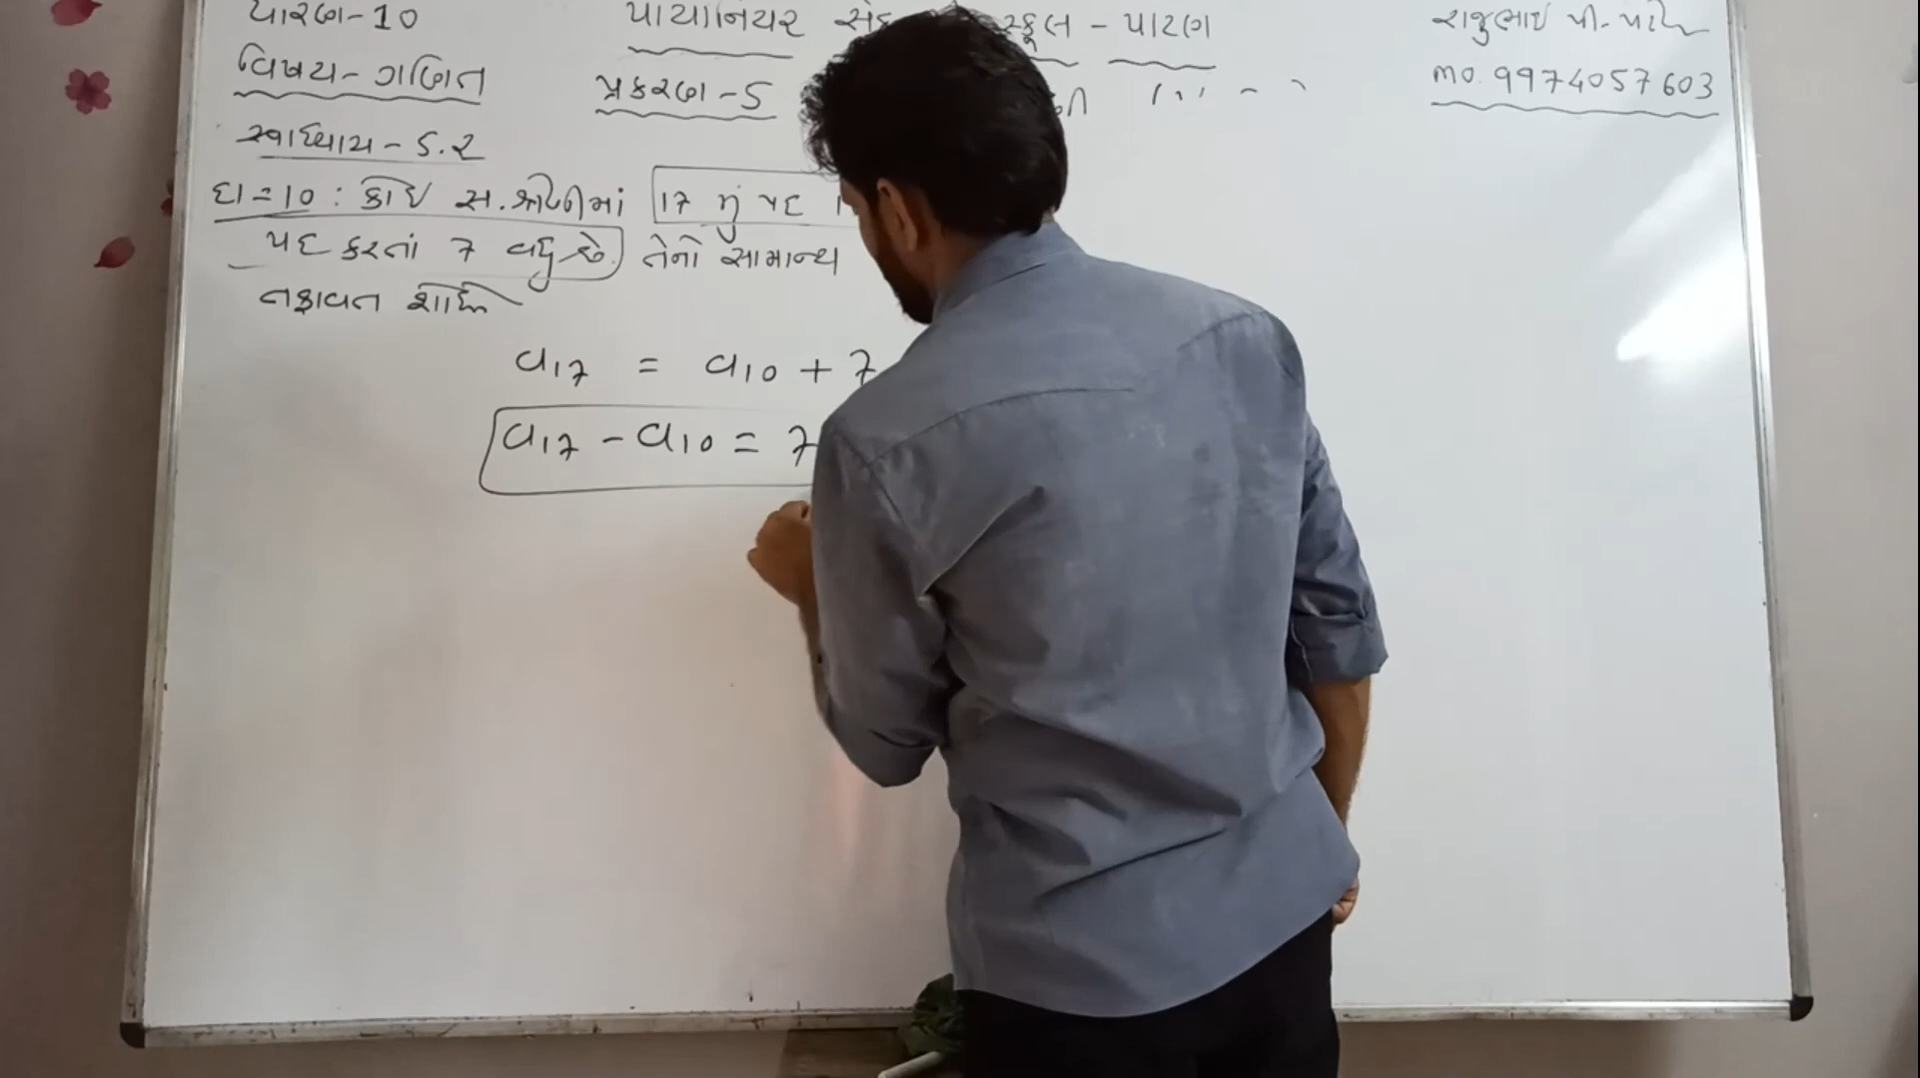 ધોરણ-10
પાયોનિયર સ્કૂલ - પાટણ
રાજુભાઈ પી. પટેલ
વિષય- ગણિત
પ્રકરણ-5
mo. 9974057603
સ્વાધ્યાય - 5.2
દા=10 : કોઈ સ.શ્રેણીમાં 17 મું પદ
પદ કરતાં 7 વધુ છે. તેનો સામાન્ય
તફાવત શોધો
a17 = a10 + 7
a17 - a10 = 7